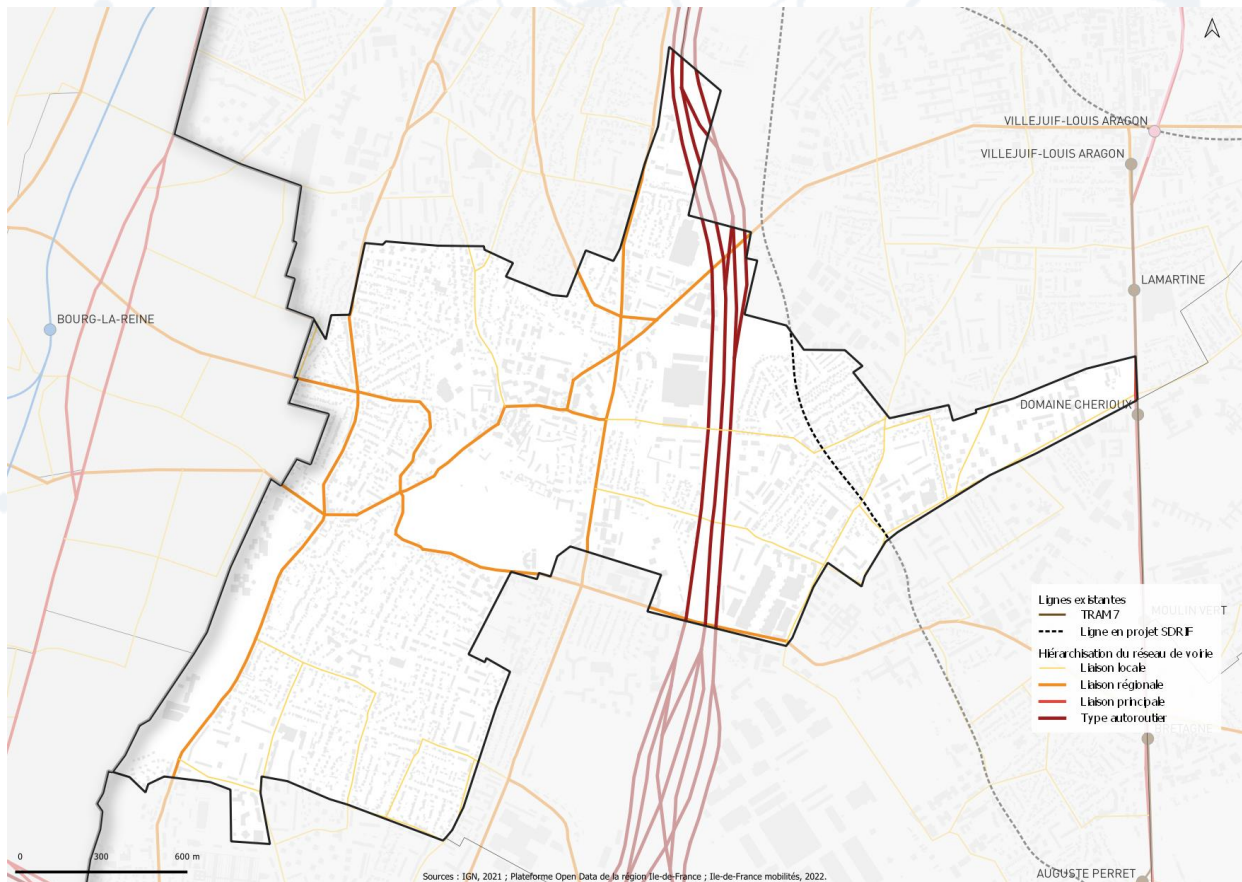 VILLEJUIF-LOUIS ARAGON
VILLEJUIF-LOUIS ARAGON
LAMARTINE
BOURG-LA-REINE
DOMAINE CHERIOUX
Lignes existantes
TRAM 7
MOULIN VERT
Ligne en projet SDRIF
Hiérarchisation du réseau de voirie
Liaison locale
Liaison régionale
Liaison principale
Type autoroutier
BRETAGNE
0 300 600 m
Sources : IGN, 2021 ; Plateforme Open Data de la région Ile-de-France ; Ile-de-France mobilités, 2022.
AUGUSTE PERRET